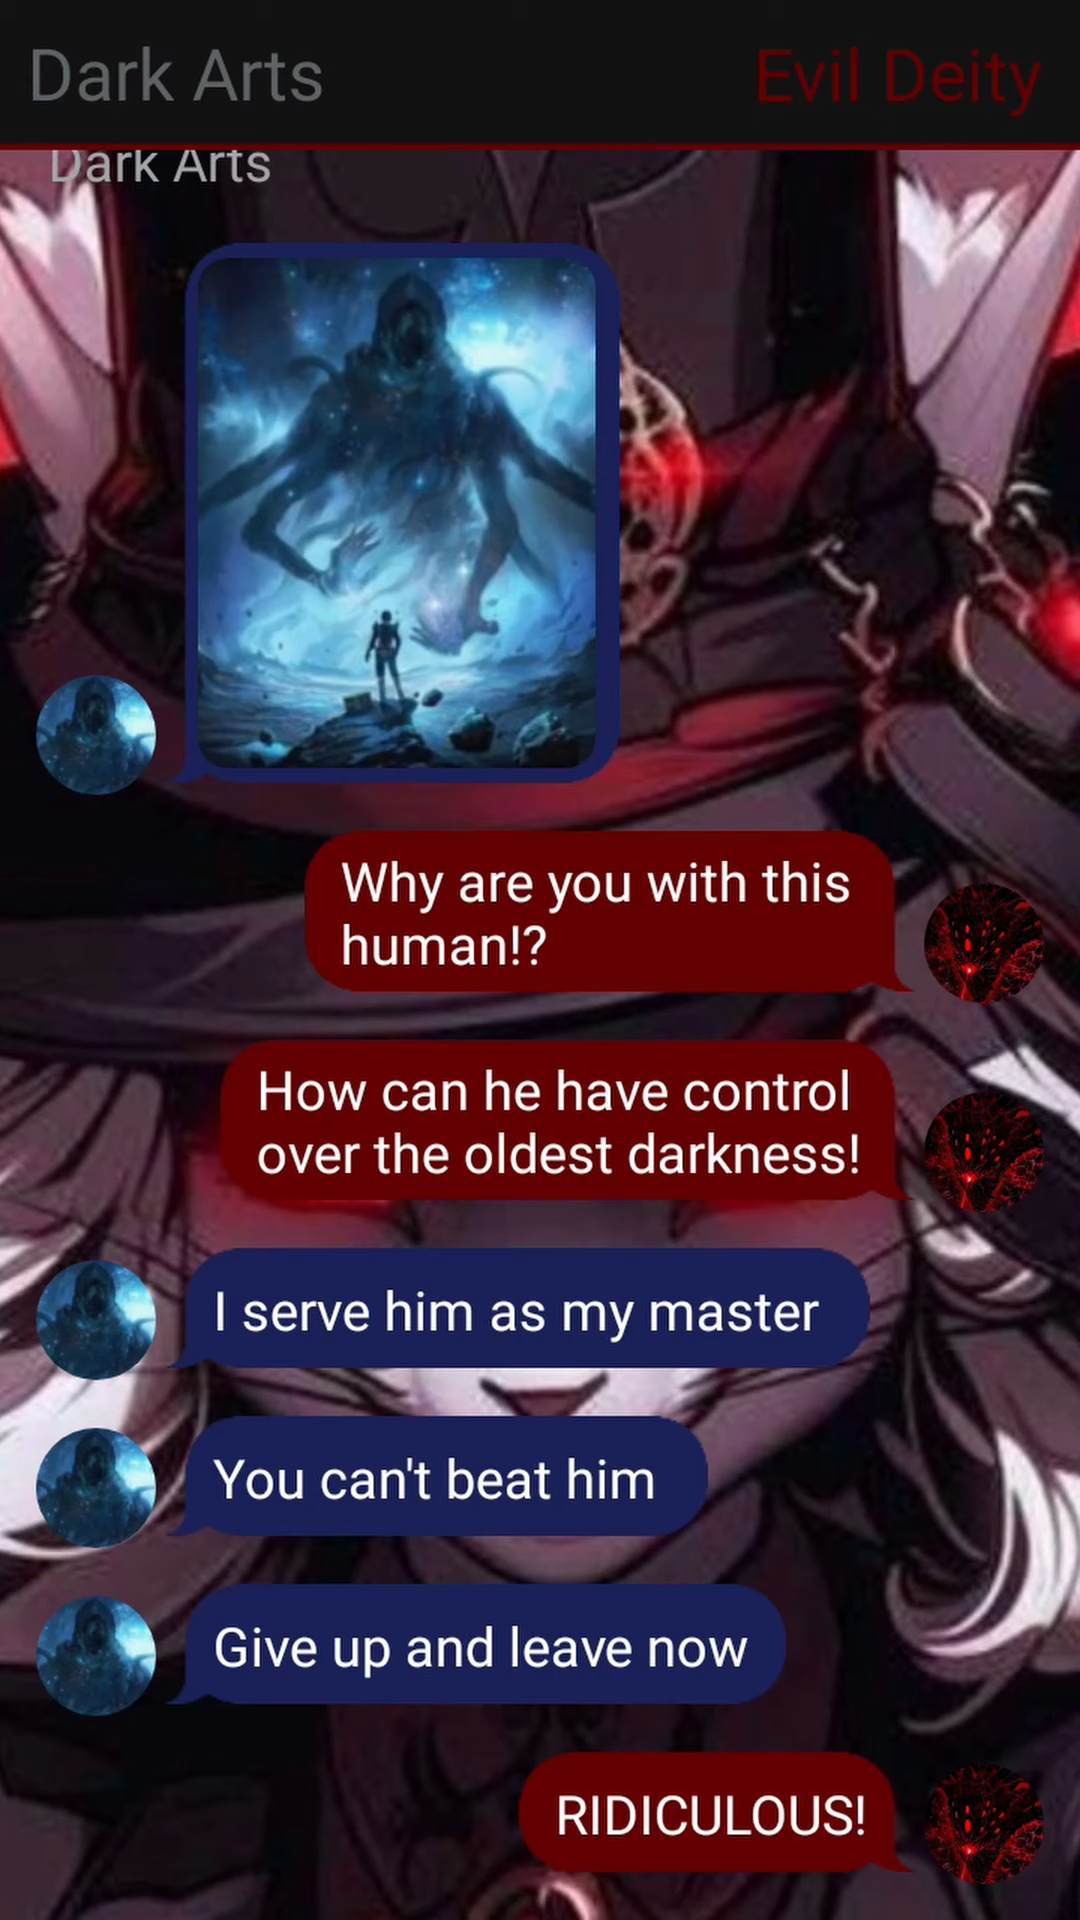 Dark Arts
Evil Deity
Dark Arts
Why are you with this
human!?
How can he have control
over the oldest darkness!
I serve him as my master
You can't beat him
Give up and leave now
RIDICULOUS!